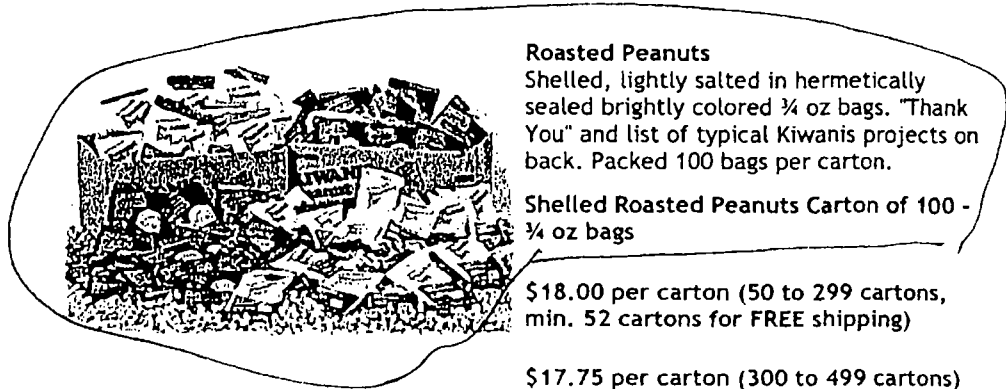 Roasted Peanuts
Shelled, lightly salted in hermetically
sealed brightly colored ¾ oz bags. "Thank
You" and list of typical Kiwanis projects on
back. Packed 100 bags per carton.
Shelled Roasted Peanuts Carton of 100 -
¾ oz bags
$18.00 per carton (50 to 299 cartons,
min. 52 cartons for FREE shipping)
$17.75 per carton (300 to 499 cartons)